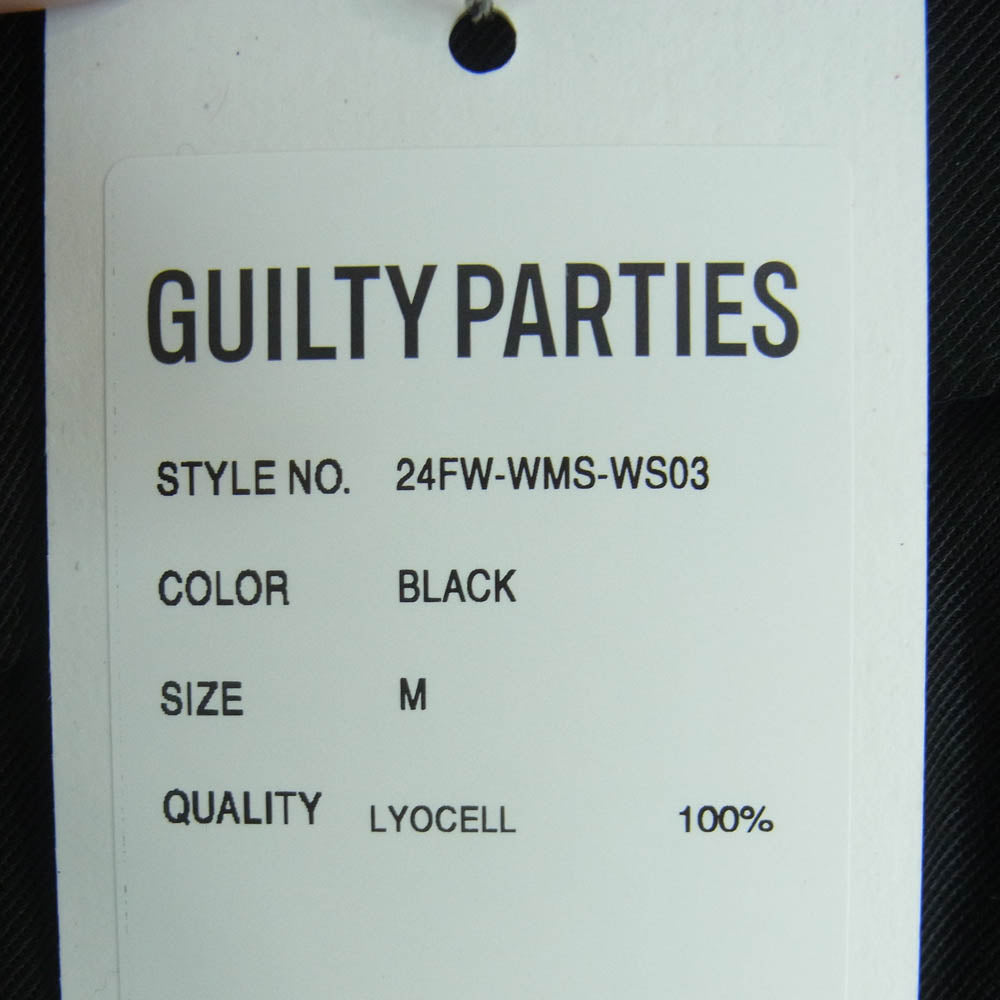 GUILTY PARTIES
STYLE NO. 24FW-WMS-WS03
COLOR BLACK
SIZE M
QUALITY LYOCELL 100%